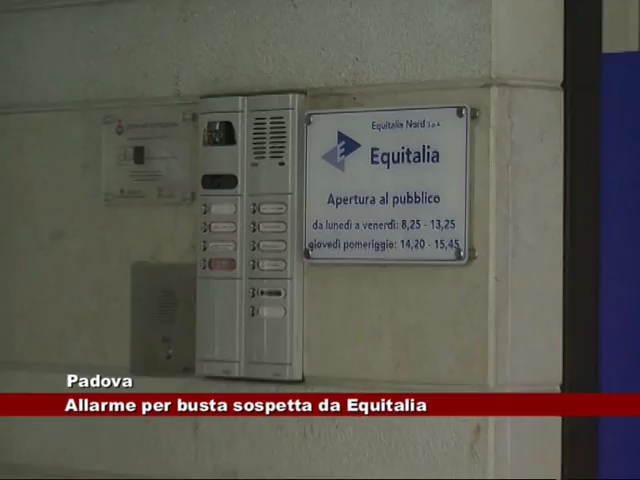 Equitalia Nord S.p.A
E
Equitalia
Apertura al pubblico
da lunedì a venerdì: 8,25 - 13,25
giovedì pomeriggio: 14,20 - 15,45
Padova
Allarme per busta sospetta da Equitalia